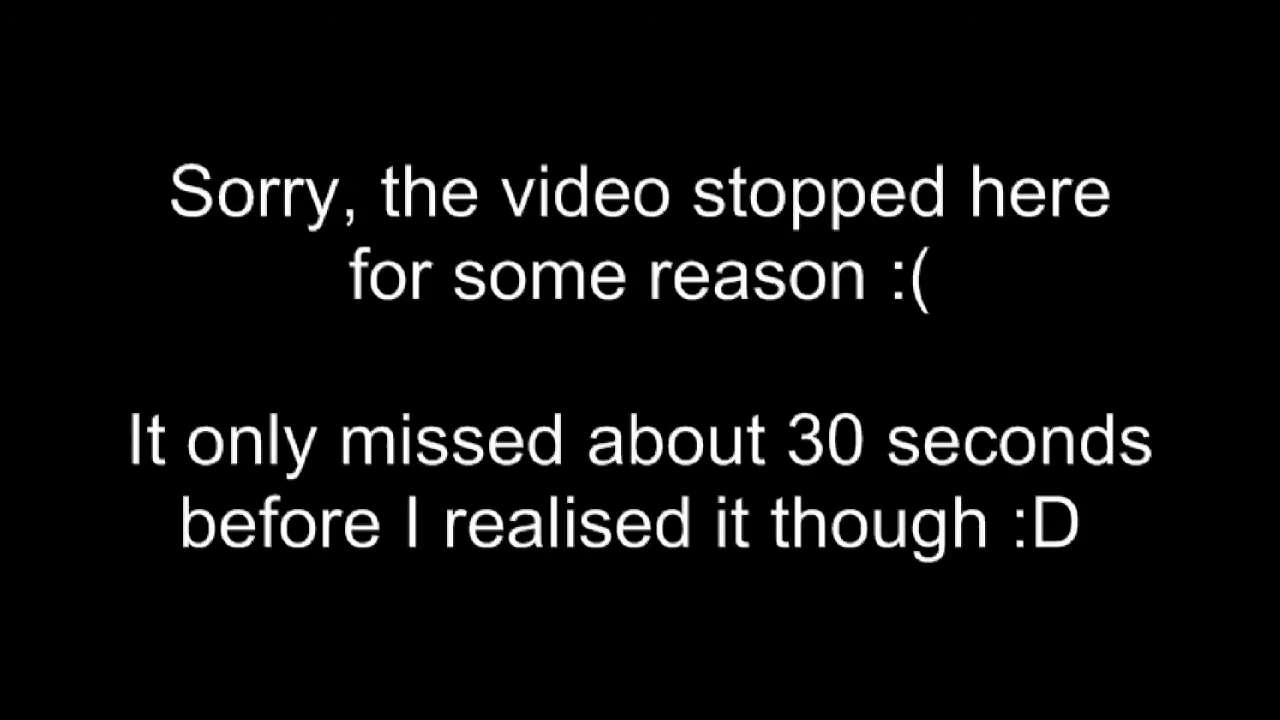 Sorry, the video stopped here
for some reason :(
It only missed about 30 seconds
before I realised it though :D